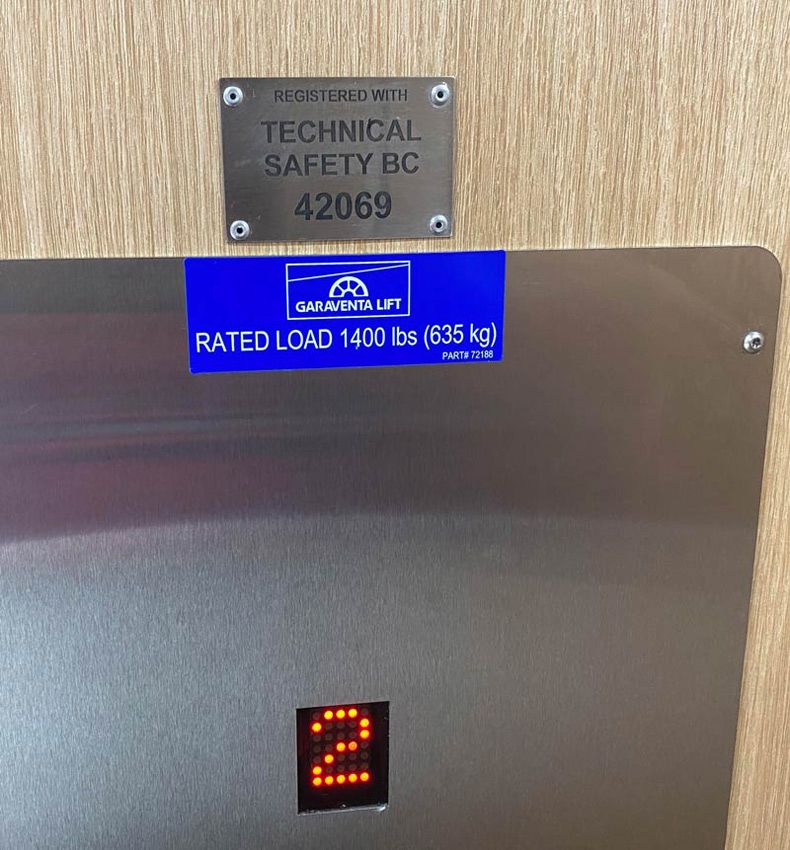 REGISTERED WITH
TECHNICAL
SAFETY BC
42069
GARAVENTA LIFT
RATED LOAD 1400 lbs (635 kg)
PART# 72188
2